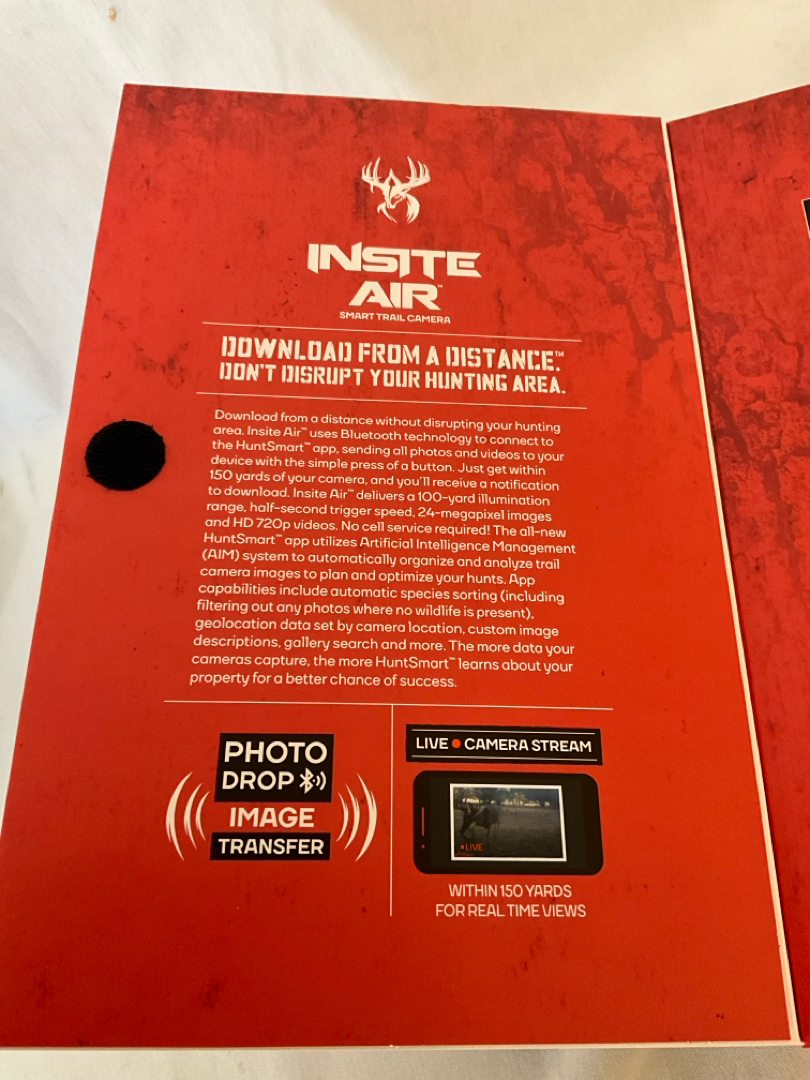 INSITE
AIR™
SMART TRAIL CAMERA
DOWNLOAD FROM A DISTANCE.™
DON'T DISRUPT YOUR HUNTING AREA.
Download from a distance without disrupting your hunting
area. Insite Air™ uses Bluetooth technology to connect to
the HuntSmart™ app, sending all photos and videos to your
device with the simple press of a button. Just get within
150 yards of your camera, and you'll receive a notification
to download. Insite Air™ delivers a 100-yard illumination
range, half-second trigger speed, 24-megapixel images
and HD 720p videos. No cell service required! The all-new
HuntSmart™ app utilizes Artificial Intelligence Management
(AIM) system to automatically organize and analyze trail
camera images to plan and optimize your hunts. App
capabilities include automatic species sorting (including
filtering out any photos where no wildlife is present),
geolocation data set by camera location, custom image
descriptions, gallery search and more. The more data your
cameras capture, the more HuntSmart™ learns about your
property for a better chance of success.
PHOTO
DROP
IMAGE
TRANSFER
LIVE • CAMERA STREAM
• LIVE
WITHIN 150 YARDS
FOR REAL TIME VIEWS